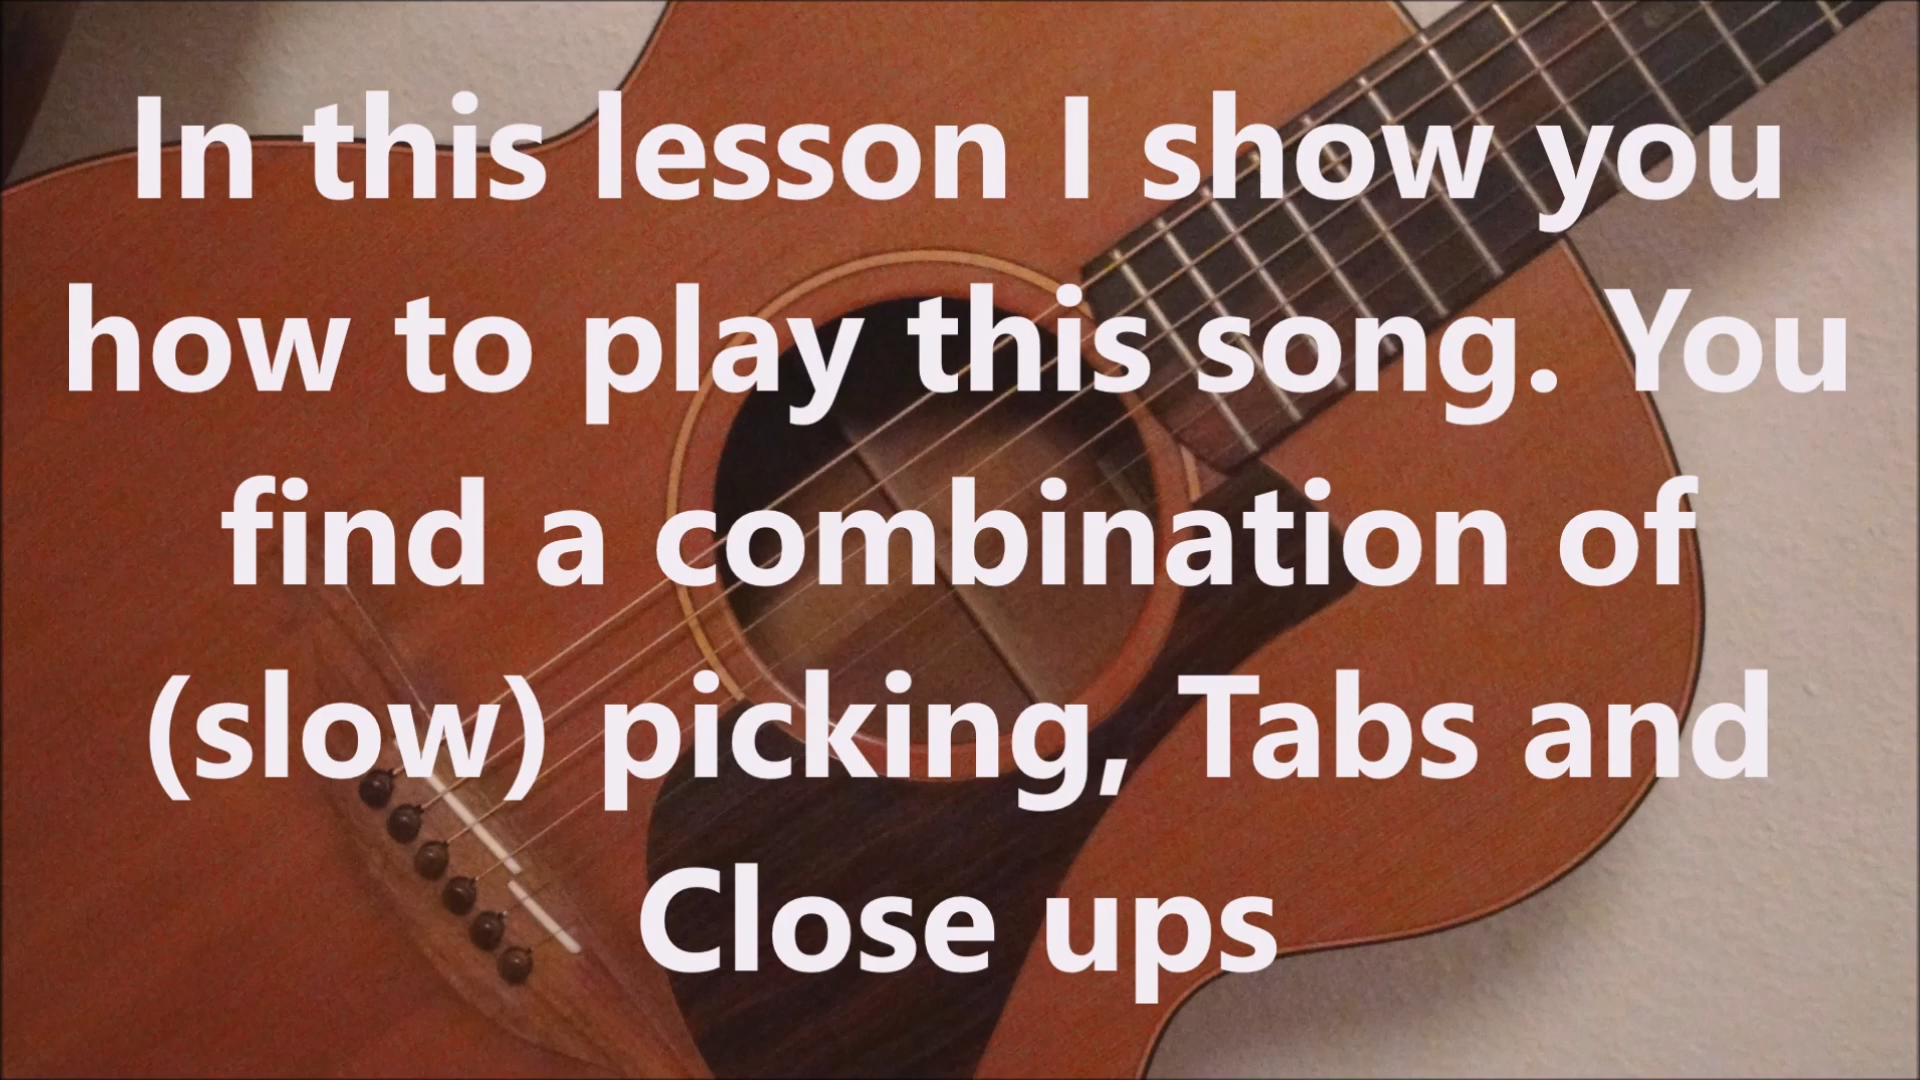 In this lesson I show you
how to play this song. You
find a combination of
(slow) picking, Tabs and
Close ups